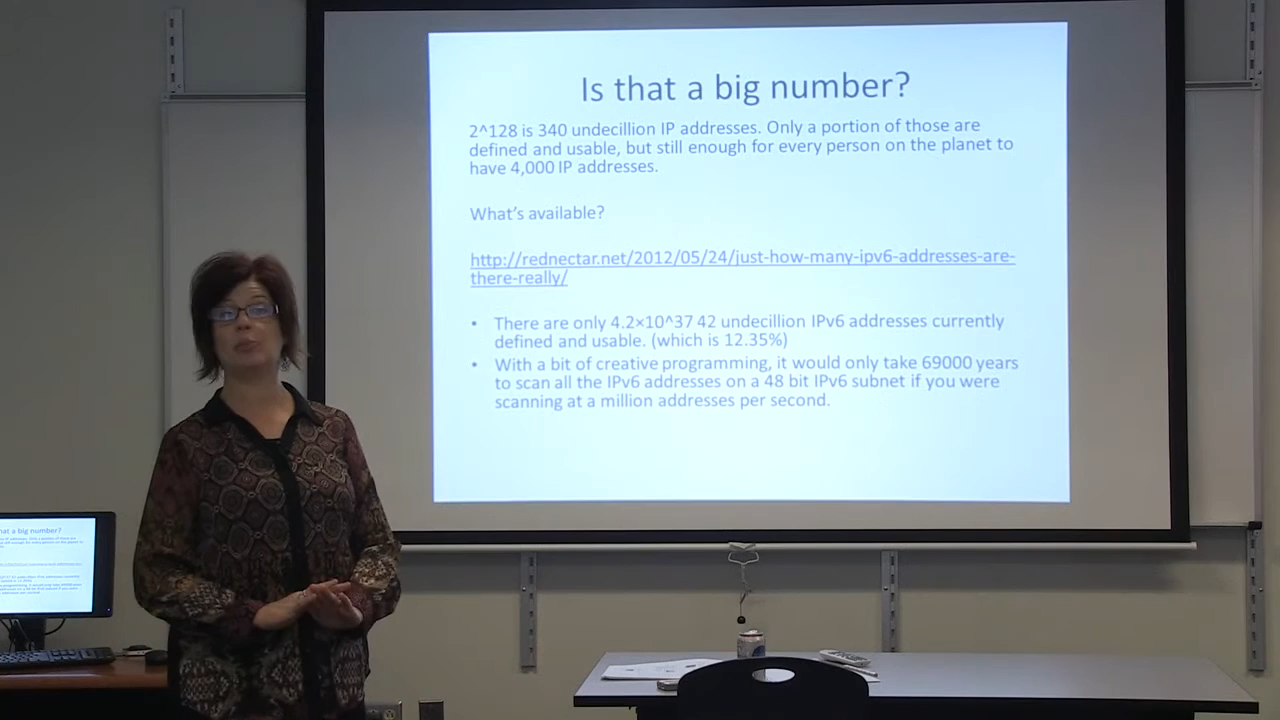 Is that a big number?
2^128 is 340 undecillion IP addresses. Only a portion of those are
defined and usable, but still enough for every person on the planet to
have 4,000 IP addresses.
What's available?
http://rednectar.net/2012/05/24/just-how-many-ipv6-addresses-are-
there-really/
• There are only 4.2×10^37 42 undecillion IPv6 addresses currently
defined and usable. (which is 12.35%)
• With a bit of creative programming, it would only take 69000 years
to scan all the IPv6 addresses on a 48 bit IPv6 subnet if you were
scanning at a million addresses per second.
hat a big number?